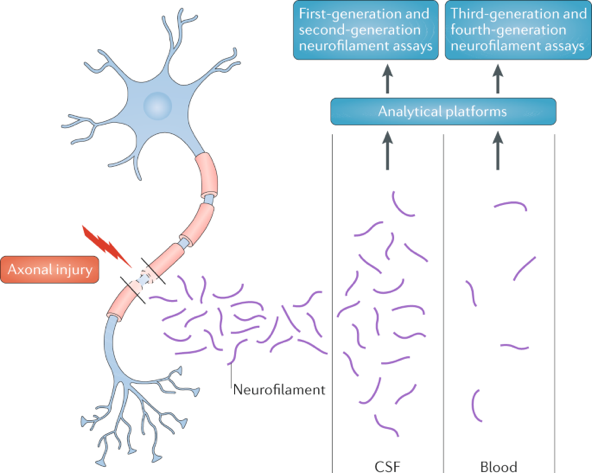 First-generation and
second-generation
neurofilament assays
Third-generation and
fourth-generation
neurofilament assays
Analytical platforms
Axonal injury
Neurofilament
CSF
Blood